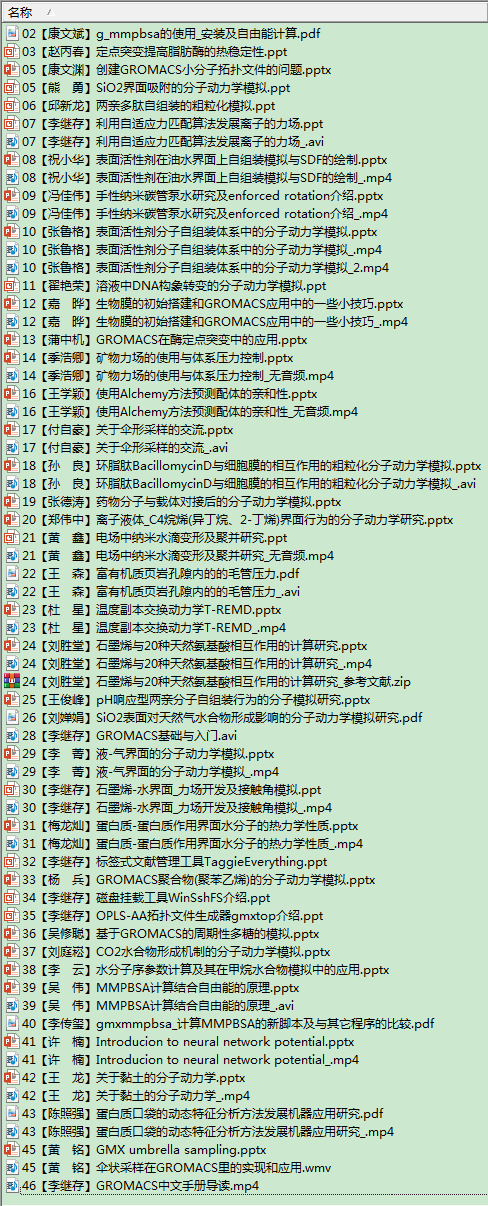 名称
02【康文斌】g_mmpbsa的使用_安装及自由能计算.pdf
03【赵丙春】定点突变提高脂肪酶的热稳定性.ppt
05【康文渊】创建GROMACS小分子拓扑文件的问题.pptx
05【熊　勇】SiO2界面吸附的分子动力学模拟.ppt
06【邱新龙】两亲多肽自组装的粗粒化模拟.ppt
07【李继存】利用自适应力匹配算法发展离子的力场.ppt
07【李继存】利用自适应力匹配算法发展离子的力场_.avi
08【祝小华】表面活性剂在油水界面上自组装模拟与SDF的绘制.pptx
08【祝小华】表面活性剂在油水界面上自组装模拟与SDF的绘制_.mp4
09【冯佳伟】手性纳米碳管泵水研究及enforced rotation介绍.pptx
09【冯佳伟】手性纳米碳管泵水研究及enforced rotation介绍_.mp4
10【张鲁格】表面活性剂分子自组装体系中的分子动力学模拟.pptx
10【张鲁格】表面活性剂分子自组装体系中的分子动力学模拟_.mp4
10【张鲁格】表面活性剂分子自组装体系中的分子动力学模拟_2.mp4
11【翟艳荣】溶液中DNA构象转变的分子动力学模拟.ppt
12【嘉　晔】生物膜的初始搭建和GROMACS应用中的一些小技巧.pptx
12【嘉　晔】生物膜的初始搭建和GROMACS应用中的一些小技巧_.mp4
13【蒲中机】GROMACS在酶定点突变中的应用.pptx
14【季浩卿】矿物力场的使用与体系压力控制.pptx
14【季浩卿】矿物力场的使用与体系压力控制_无音频.mp4
16【王学颖】使用Alchemy方法预测配体的亲和性.pptx
16【王学颖】使用Alchemy方法预测配体的亲和性_无音频.mp4
17【付自豪】关于伞形采样的交流.pptx
17【付自豪】关于伞形采样的交流_.avi
18【孙　良】环脂肽BacillomycinD与细胞膜的相互作用的粗粒化分子动力学模拟.pptx
18【孙　良】环脂肽BacillomycinD与细胞膜的相互作用的粗粒化分子动力学模拟_.avi
19【张德涛】药物分子与载体对接后的分子动力学模拟.pptx
20【郑伟中】离子液体_C4烷烯(异丁烷、2-丁烯)界面行为的分子动力学研究.pptx
21【黄　鑫】电场中纳米水滴变形及聚并研究.ppt
21【黄　鑫】电场中纳米水滴变形及聚并研究_无音频.mp4
22【王　森】富有机质页岩孔隙内的的毛管压力.pdf
22【王　森】富有机质页岩孔隙内的的毛管压力_.avi
23【杜　星】温度副本交换动力学T-REMD.pptx
23【杜　星】温度副本交换动力学T-REMD_.mp4
24【刘胜堂】石墨烯与20种天然氨基酸相互作用的计算研究.pptx
24【刘胜堂】石墨烯与20种天然氨基酸相互作用的计算研究_.mp4
24【刘胜堂】石墨烯与20种天然氨基酸相互作用的计算研究_参考文献.zip
25【王俊峰】pH响应型两亲分子自组装行为的分子模拟研究.pptx
26【刘婵娟】SiO2表面对天然气水合物形成影响的分子动力学模拟研究.pdf
28【李继存】GROMACS基础与入门.avi
29【李　菁】液-气界面的分子动力学模拟.pptx
29【李　菁】液-气界面的分子动力学模拟_.mp4
30【李继存】石墨烯-水界面_力场开发及接触角模拟.ppt
30【李继存】石墨烯-水界面_力场开发及接触角模拟_.mp4
31【梅龙灿】蛋白质-蛋白质作用界面水分子的热力学性质.pptx
31【梅龙灿】蛋白质-蛋白质作用界面水分子的热力学性质_.mp4
32【李继存】标签式文献管理工具TaggieEverything.ppt
33【杨　兵】GROMACS聚合物(聚苯乙烯)的分子动力学模拟.pptx
34【李继存】磁盘挂载工具WinSshFS介绍.ppt
35【李继存】OPLS-AA拓扑文件生成器gmxtop介绍.ppt
36【吴修聪】基于GROMACS的周期性多糖的模拟.pptx
37【刘庭崧】CO2水合物形成机制的分子动力学模拟.pptx
38【李　云】水分子序参数计算及其在甲烷水合物模拟中的应用.pptx
39【吴　伟】MMPBSA计算结合自由能的原理.pptx
39【吴　伟】MMPBSA计算结合自由能的原理_.avi
40【李传玺】gmxmmpbsa_计算MMPBSA的新脚本及与其它程序的比较.pdf
41【许　楠】Introducion to neural network potential.pptx
41【许　楠】Introducion to neural network potential_.mp4
42【王　龙】关于黏土的分子动力学.pptx
42【王　龙】关于黏土的分子动力学_.mp4
43【陈照强】蛋白质口袋的动态特征分析方法发展机器应用研究.pdf
43【陈照强】蛋白质口袋的动态特征分析方法发展机器应用研究_.mp4
45【黄　铭】GMX umbrella sampling.pptx
45【黄　铭】伞状采样在GROMACS里的实现和应用.wmv
46【李继存】GROMACS中文手册导读.mp4